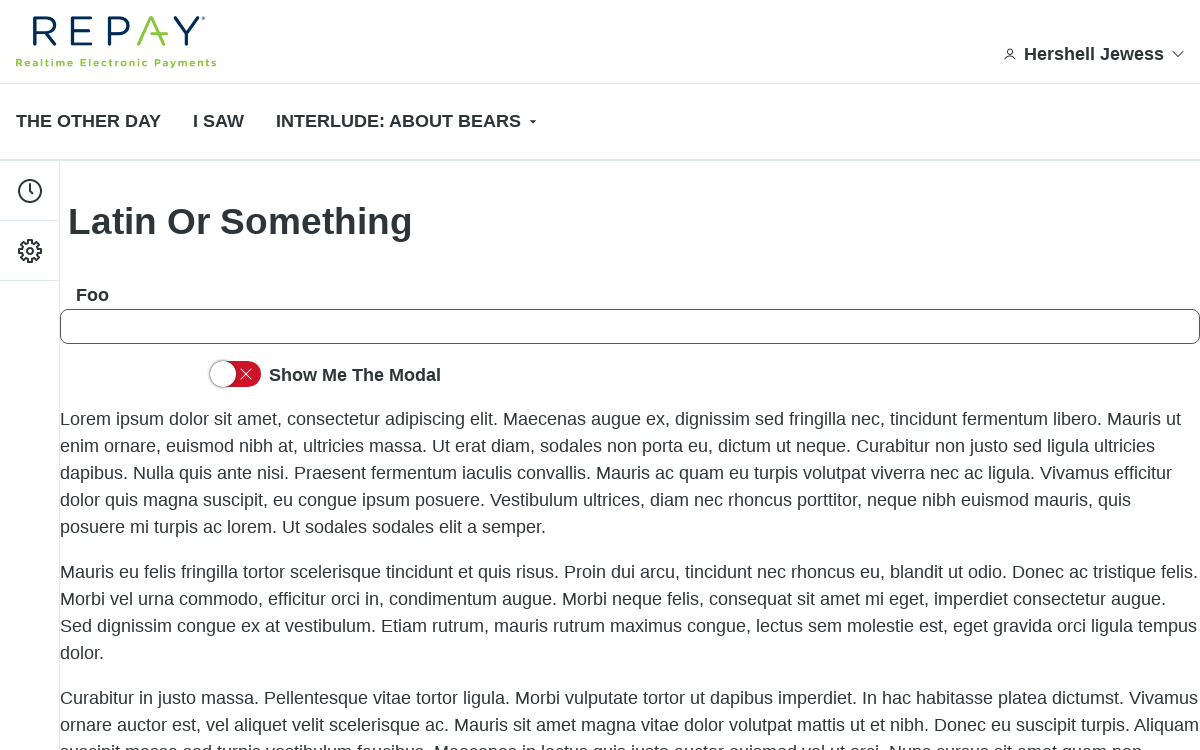 REPAY
Realtime Electronic Payments
Hershell Jewess
THE OTHER DAY
I SAW
INTERLUDE: ABOUT BEARS
Latin Or Something
Foo
Show Me The Modal
Lorem ipsum dolor sit amet, consectetur adipiscing elit. Maecenas augue ex, dignissim sed fringilla nec, tincidunt fermentum libero. Mauris ut
enim ornare, euismod nibh at, ultricies massa. Ut erat diam, sodales non porta eu, dictum ut neque. Curabitur non justo sed ligula ultricies
dapibus. Nulla quis ante nisi. Praesent fermentum iaculis convallis. Mauris ac quam eu turpis volutpat viverra nec ac ligula. Vivamus efficitur
dolor quis magna suscipit, eu congue ipsum posuere. Vestibulum ultrices, diam nec rhoncus porttitor, neque nibh euismod mauris, quis
posuere mi turpis ac lorem. Ut sodales sodales elit a semper.
Mauris eu felis fringilla tortor scelerisque tincidunt et quis risus. Proin dui arcu, tincidunt nec rhoncus eu, blandit ut odio. Donec ac tristique felis.
Morbi vel urna commodo, efficitur orci in, condimentum augue. Morbi neque felis, consequat sit amet mi eget, imperdiet consectetur augue.
Sed dignissim congue ex at vestibulum. Etiam rutrum, mauris rutrum maximus congue, lectus sem molestie est, eget gravida orci ligula tempus
dolor.
Curabitur in justo massa. Pellentesque vitae tortor ligula. Morbi vulputate tortor ut dapibus imperdiet. In hac habitasse platea dictumst. Vivamus
ornare auctor est, vel aliquet velit scelerisque ac. Mauris sit amet magna vitae dolor volutpat mattis ut et nibh. Donec eu suscipit turpis. Aliquam